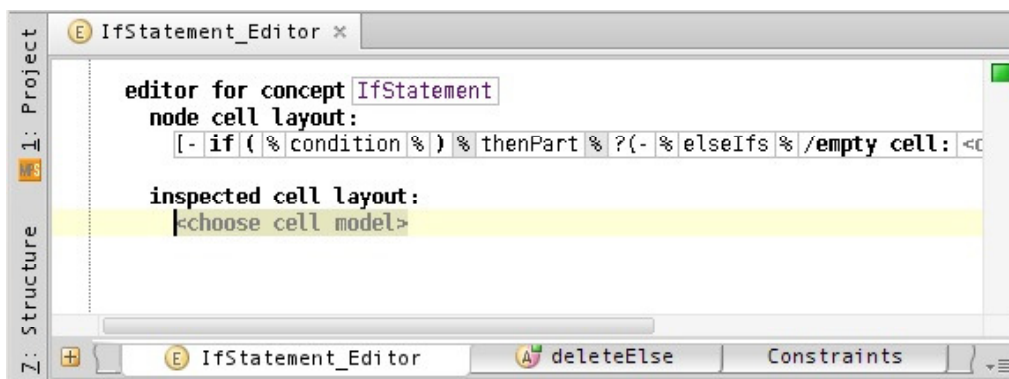 IfStatement_Editor ×
1: Project
MPS
Z: Structure
editor for concept IfStatement
node cell layout:
[- if ( % condition % ) % thenPart % ?(- % elseIfs % /empty cell: <c
inspected cell layout:
<choose cell model>
E IfStatement_Editor A deleteElse Constraints